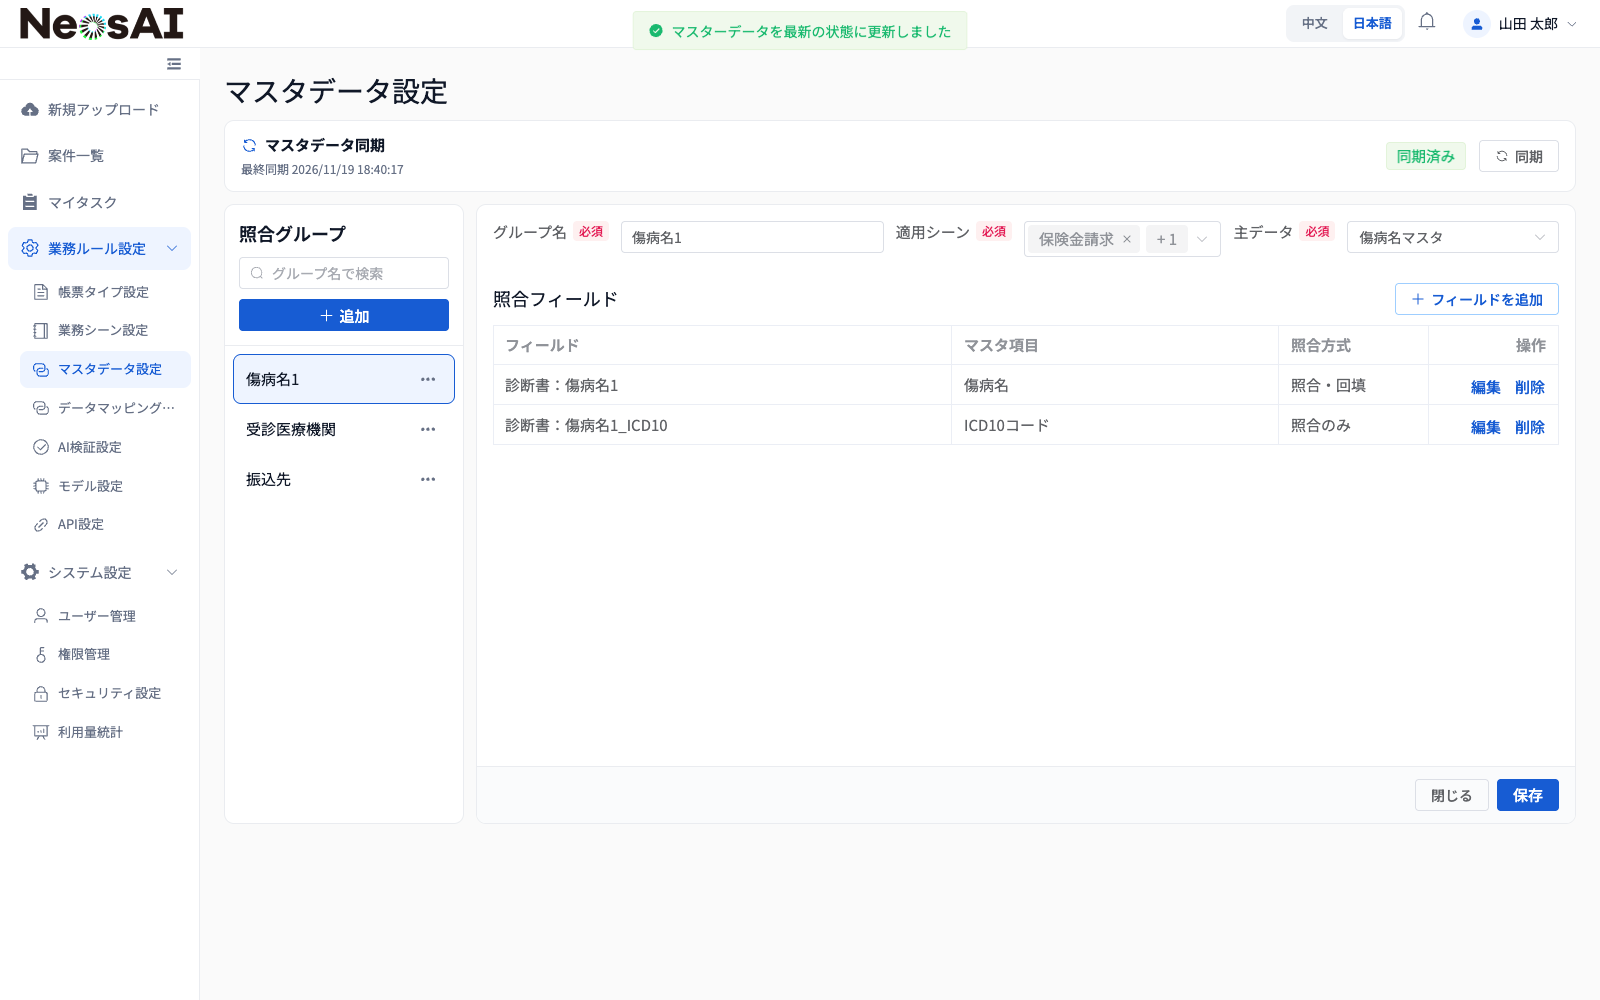 NeosAI
マスターデータを最新の状態に更新しました
中文 日本語 山田 太郎
新規アップロード
案件一覧
マイタスク
業務ルール設定
帳票タイプ設定
業務シーン設定
マスタデータ設定
データマッピング…
AI検証設定
モデル設定
API設定
システム設定
ユーザー管理
権限管理
セキュリティ設定
利用量統計
マスタデータ設定
マスタデータ同期
最終同期 2026/11/19 18:40:17
同期済み 同期
照合グループ
グループ名で検索
追加
傷病名1
受診医療機関
振込先
グループ名 必須 傷病名1 適用シーン 必須 保険金請求 × + 1 主データ 必須 傷病名マスタ
照合フィールド
フィールドを追加
フィールド マスタ項目 照合方式 操作
診断書：傷病名1 傷病名 照合・回填 編集 削除
診断書：傷病名1_ICD10 ICD10コード 照合のみ 編集 削除
閉じる 保存